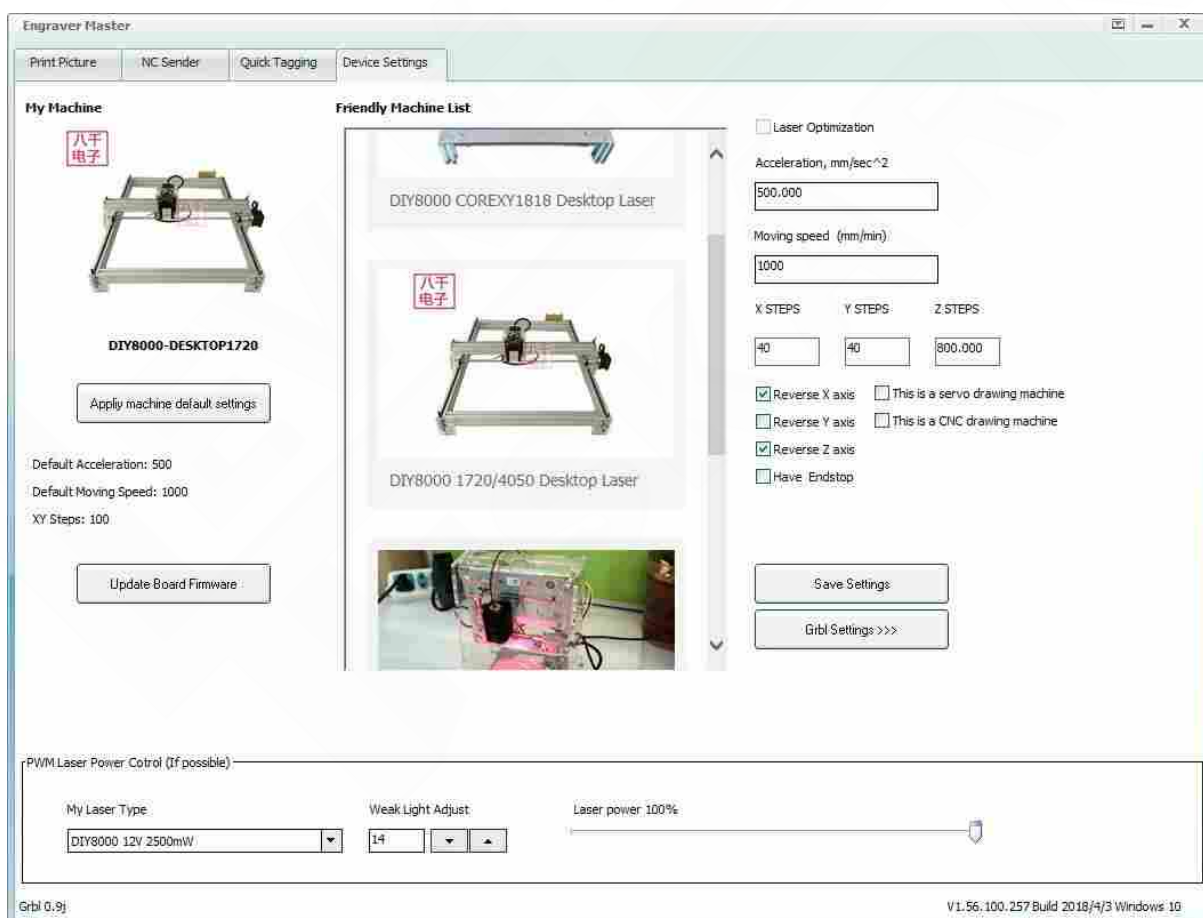 Engraver Master
Print Picture
NC Sender
Quick Tagging
Device Settings
My Machine
八千
电子
DIY8000-DESKTOP1720
Appliy machine default settings
Default Acceleration: 500
Default Moving Speed: 1000
XY Steps: 100
Update Board Firmware
Friendly Machine List
DIY8000 COREXY1818 Desktop Laser
八千
电子
DIY8000 1720/4050 Desktop Laser
Laser Optimization
Acceleration, mm/sec^2
500.000
Moving speed (mm/min)
1000
X STEPS Y STEPS Z STEPS
40 40 800.000
Reverse X axis This is a servo drawing machine
Reverse Y axis This is a CNC drawing machine
Reverse Z axis
Have Endstop
Save Settings
Grbl Settings >>>
PWM Laser Power Cotrol (If possible)
My Laser Type Weak Light Adjust Laser power 100%
DIY8000 12V 2500mW 14
Grbl 0.9j
V1.56.100.257 Build 2018/4/3 Windows 10